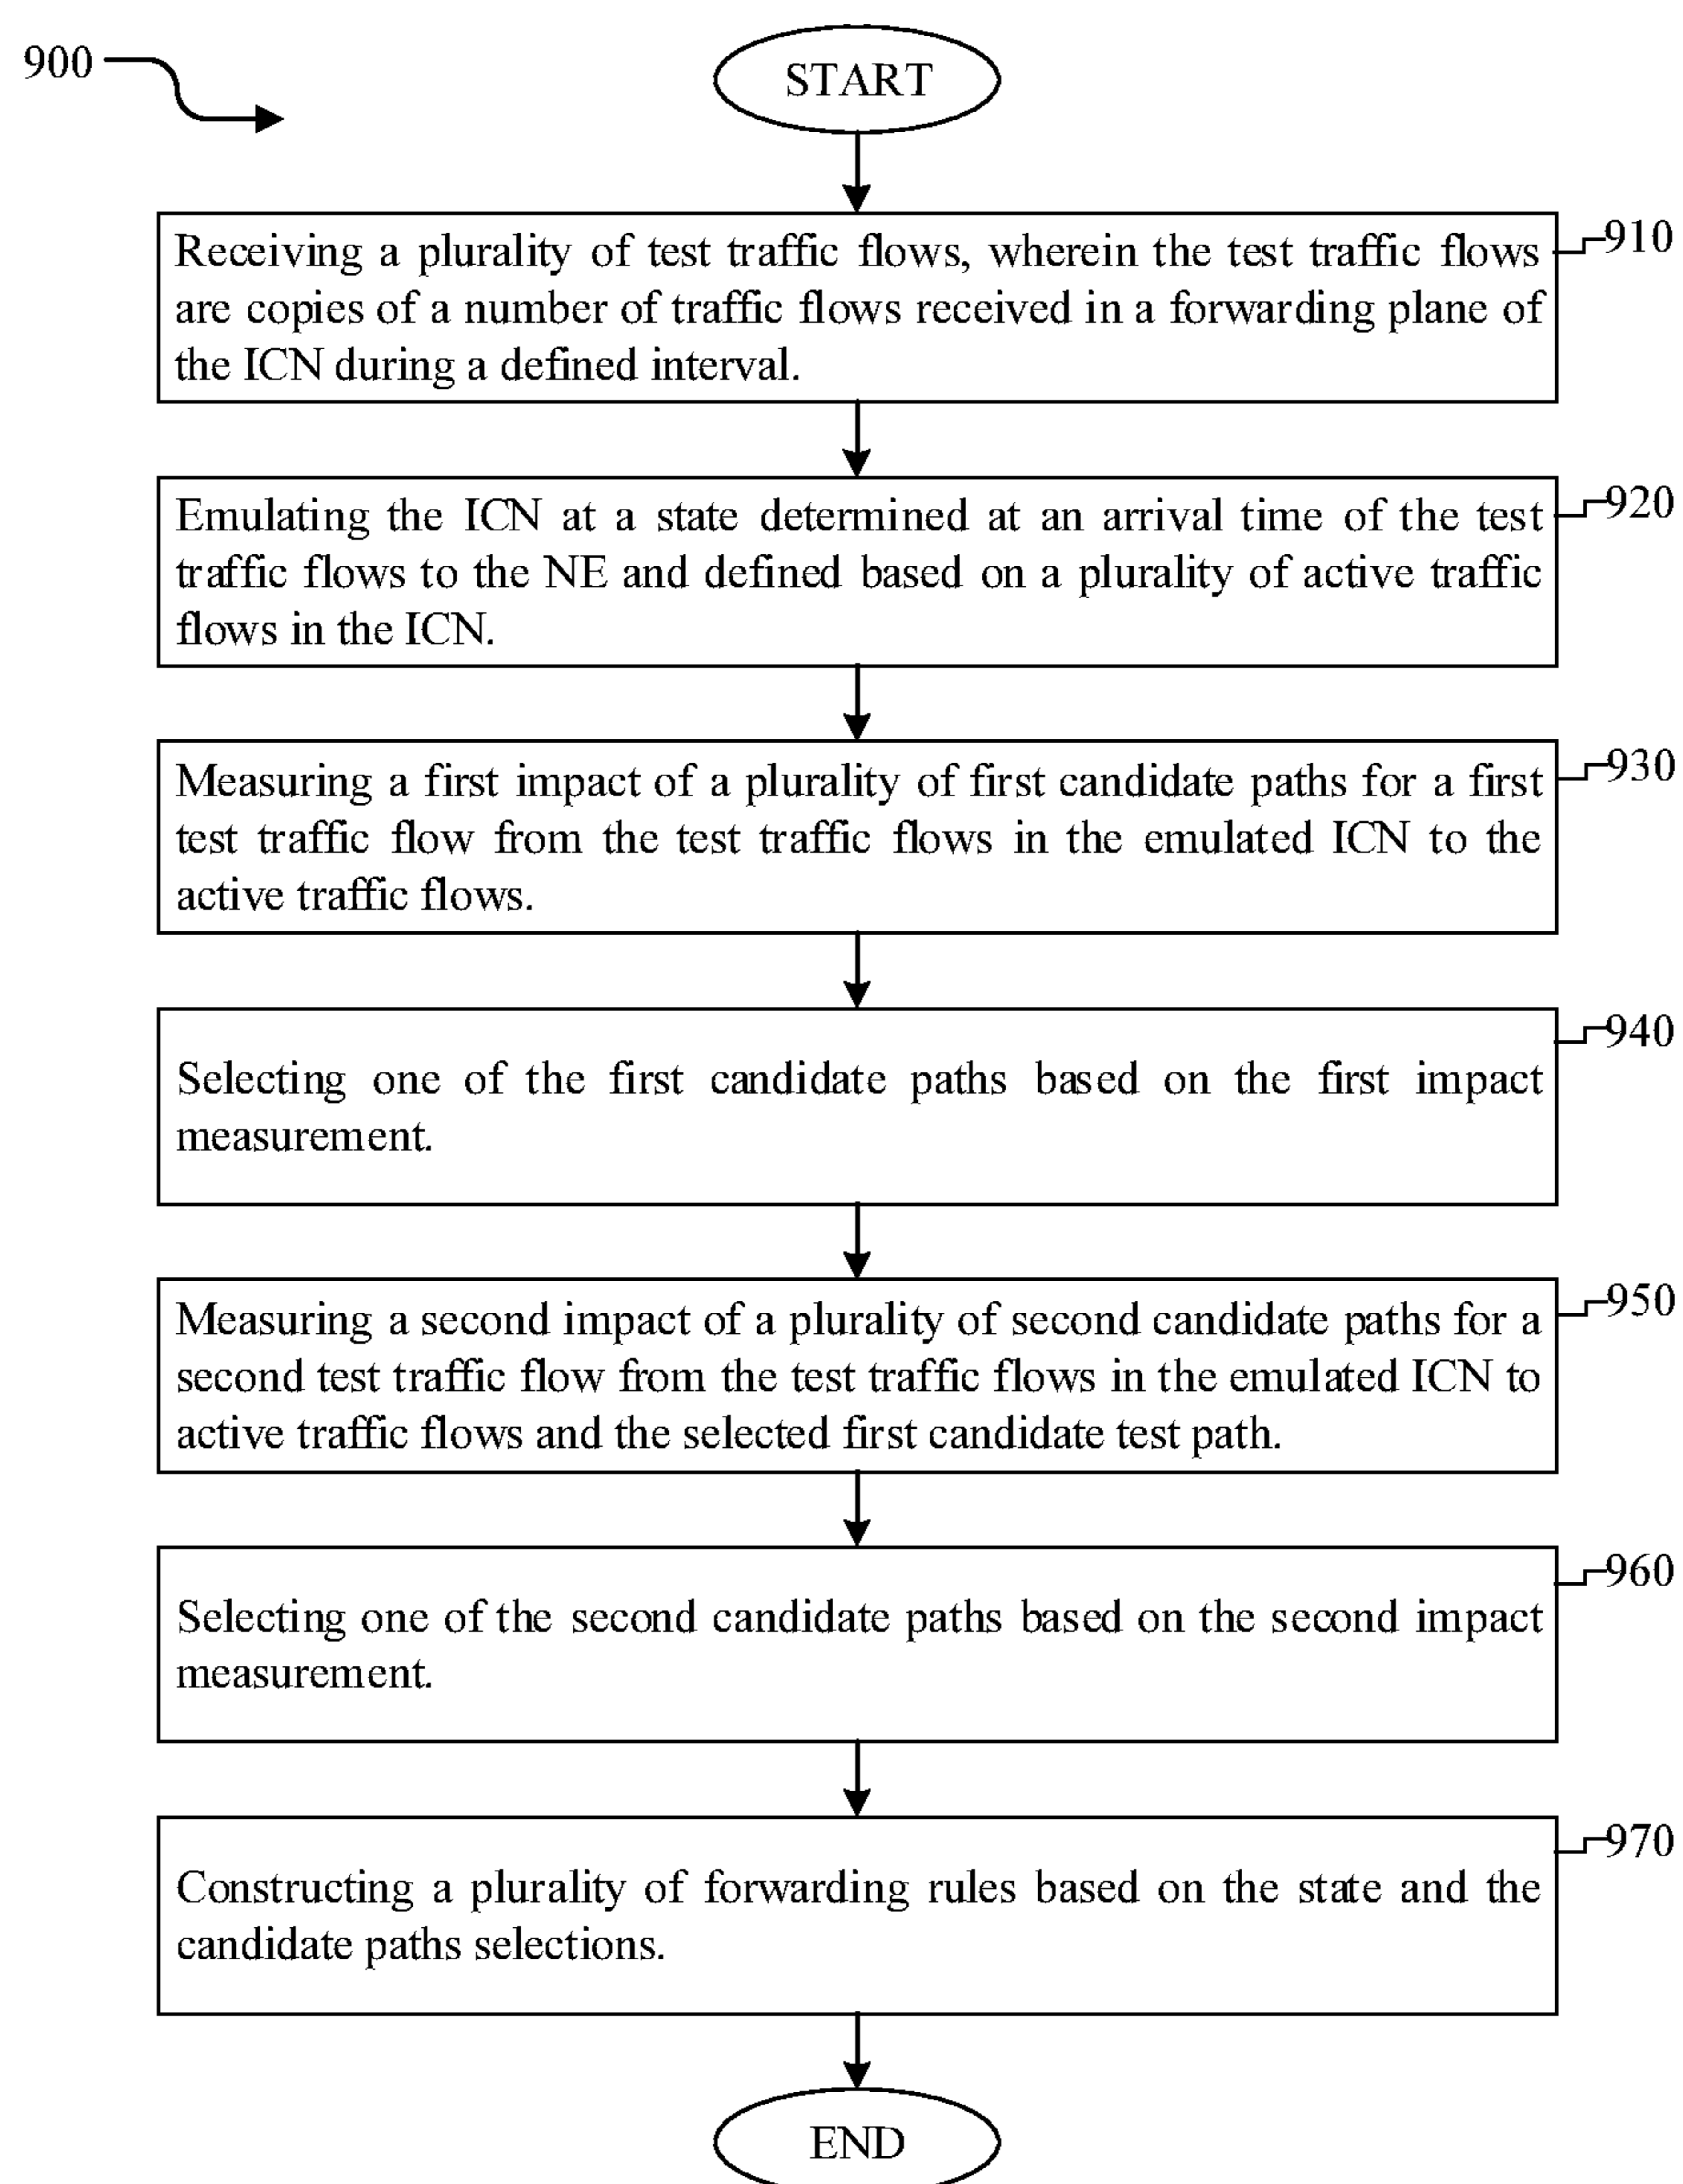 900
START
910
Receiving a plurality of test traffic flows, wherein the test traffic flows
are copies of a number of traffic flows received in a forwarding plane of
the ICN during a defined interval.
920
Emulating the ICN at a state determined at an arrival time of the test
traffic flows to the NE and defined based on a plurality of active traffic
flows in the ICN.
930
Measuring a first impact of a plurality of first candidate paths for a first
test traffic flow from the test traffic flows in the emulated ICN to the
active traffic flows.
940
Selecting one of the first candidate paths based on the first impact
measurement.
950
Measuring a second impact of a plurality of second candidate paths for a
second test traffic flow from the test traffic flows in the emulated ICN to
active traffic flows and the selected first candidate test path.
960
Selecting one of the second candidate paths based on the second impact
measurement.
970
Constructing a plurality of forwarding rules based on the state and the
candidate paths selections.
END